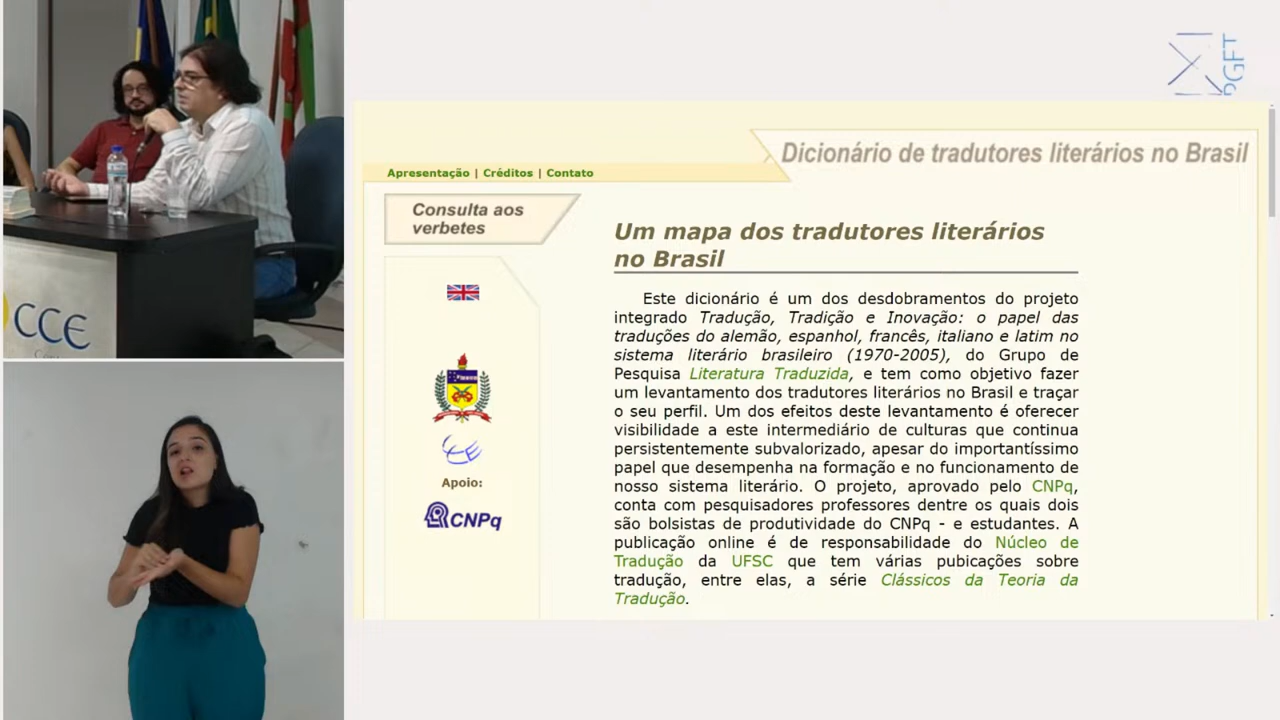 PGFT
Dicionário de tradutores literários no Brasil
Apresentação | Créditos | Contato
Consulta aos
verbetes
Um mapa dos tradutores literários
no Brasil
Este dicionário é um dos desdobramentos do projeto
integrado Tradução, Tradição e Inovação: o papel das
traduções do alemão, espanhol, francês, italiano e latim no
sistema literário brasileiro (1970-2005), do Grupo de
Pesquisa Literatura Traduzida, e tem como objetivo fazer
um levantamento dos tradutores literários no Brasil e traçar
o seu perfil. Um dos efeitos deste levantamento é oferecer
visibilidade a este intermediário de culturas que continua
persistentemente subvalorizado, apesar do importantíssimo
papel que desempenha na formação e no funcionamento de
nosso sistema literário. O projeto, aprovado pelo CNPq,
conta com pesquisadores professores dentre os quais dois
são bolsistas de produtividade do CNPq - e estudantes. A
publicação online é de responsabilidade do Núcleo de
Tradução da UFSC que tem várias pubicações sobre
tradução, entre elas, a série Clássicos da Teoria da
Tradução.
Apoio:
CNPq
CCE